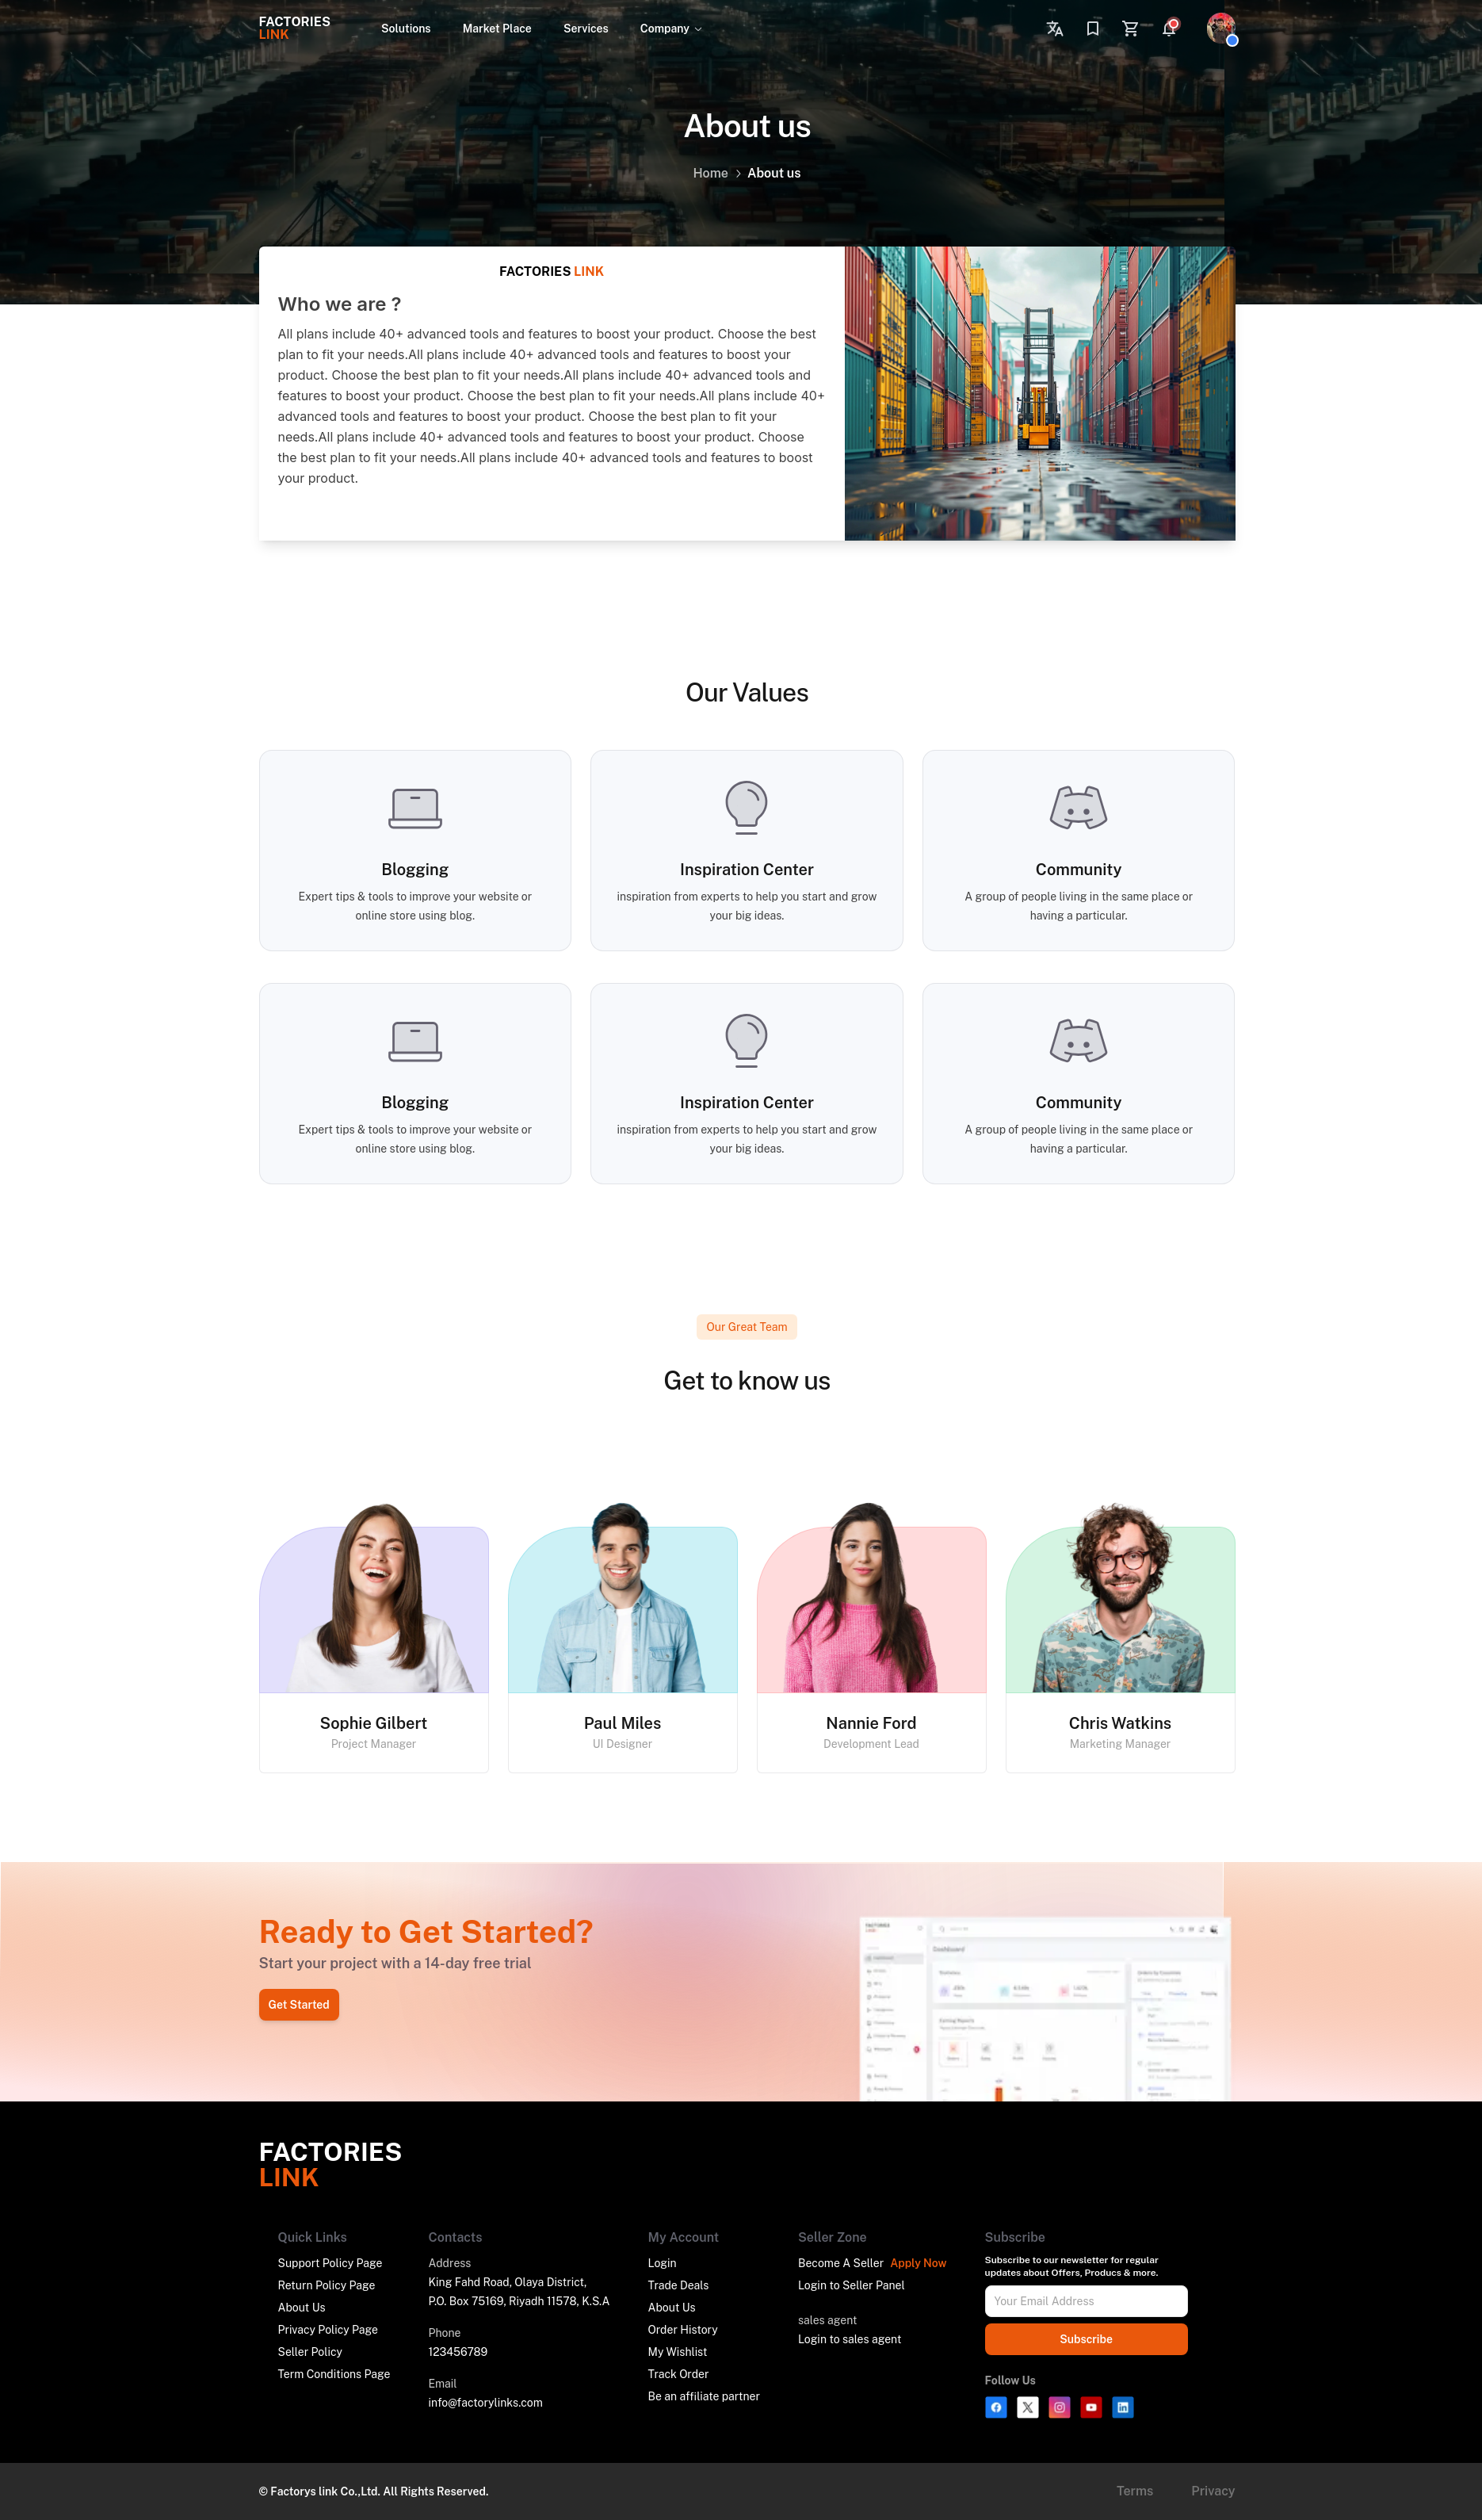 FACTORIES
LINK
Solutions
Market Place
Services
Company
About us
Home
About us
FACTORIES LINK
Who we are ?
All plans include 40+ advanced tools and features to boost your product. Choose the best
plan to fit your needs.All plans include 40+ advanced tools and features to boost your
product. Choose the best plan to fit your needs.All plans include 40+ advanced tools and
features to boost your product. Choose the best plan to fit your needs.All plans include 40+
advanced tools and features to boost your product. Choose the best plan to fit your
needs.All plans include 40+ advanced tools and features to boost your product. Choose
the best plan to fit your needs.All plans include 40+ advanced tools and features to boost
your product.
Our Values
Blogging
Expert tips & tools to improve your website or
online store using blog.
Inspiration Center
inspiration from experts to help you start and grow
your big ideas.
Community
A group of people living in the same place or
having a particular.
Blogging
Expert tips & tools to improve your website or
online store using blog.
Inspiration Center
inspiration from experts to help you start and grow
your big ideas.
Community
A group of people living in the same place or
having a particular.
Our Great Team
Get to know us
Sophie Gilbert
Project Manager
Paul Miles
UI Designer
Nannie Ford
Development Lead
Chris Watkins
Marketing Manager
Ready to Get Started?
Start your project with a 14-day free trial
Get Started
FACTORIES
LINK
Dashboard
FACTORIES
LINK
Quick Links
Support Policy Page
Return Policy Page
About Us
Privacy Policy Page
Seller Policy
Term Conditions Page
Contacts
Address
King Fahd Road, Olaya District,
P.O. Box 75169, Riyadh 11578, K.S.A
Phone
123456789
Email
info@factorylinks.com
My Account
Login
Trade Deals
About Us
Order History
My Wishlist
Track Order
Be an affiliate partner
Seller Zone
Become A Seller Apply Now
Login to Seller Panel
sales agent
Login to sales agent
Subscribe
Subscribe to our newsletter for regular
updates about Offers, Producs & more.
Your Email Address
Subscribe
Follow Us
© Factorys link Co.,Ltd. All Rights Reserved.
Terms
Privacy